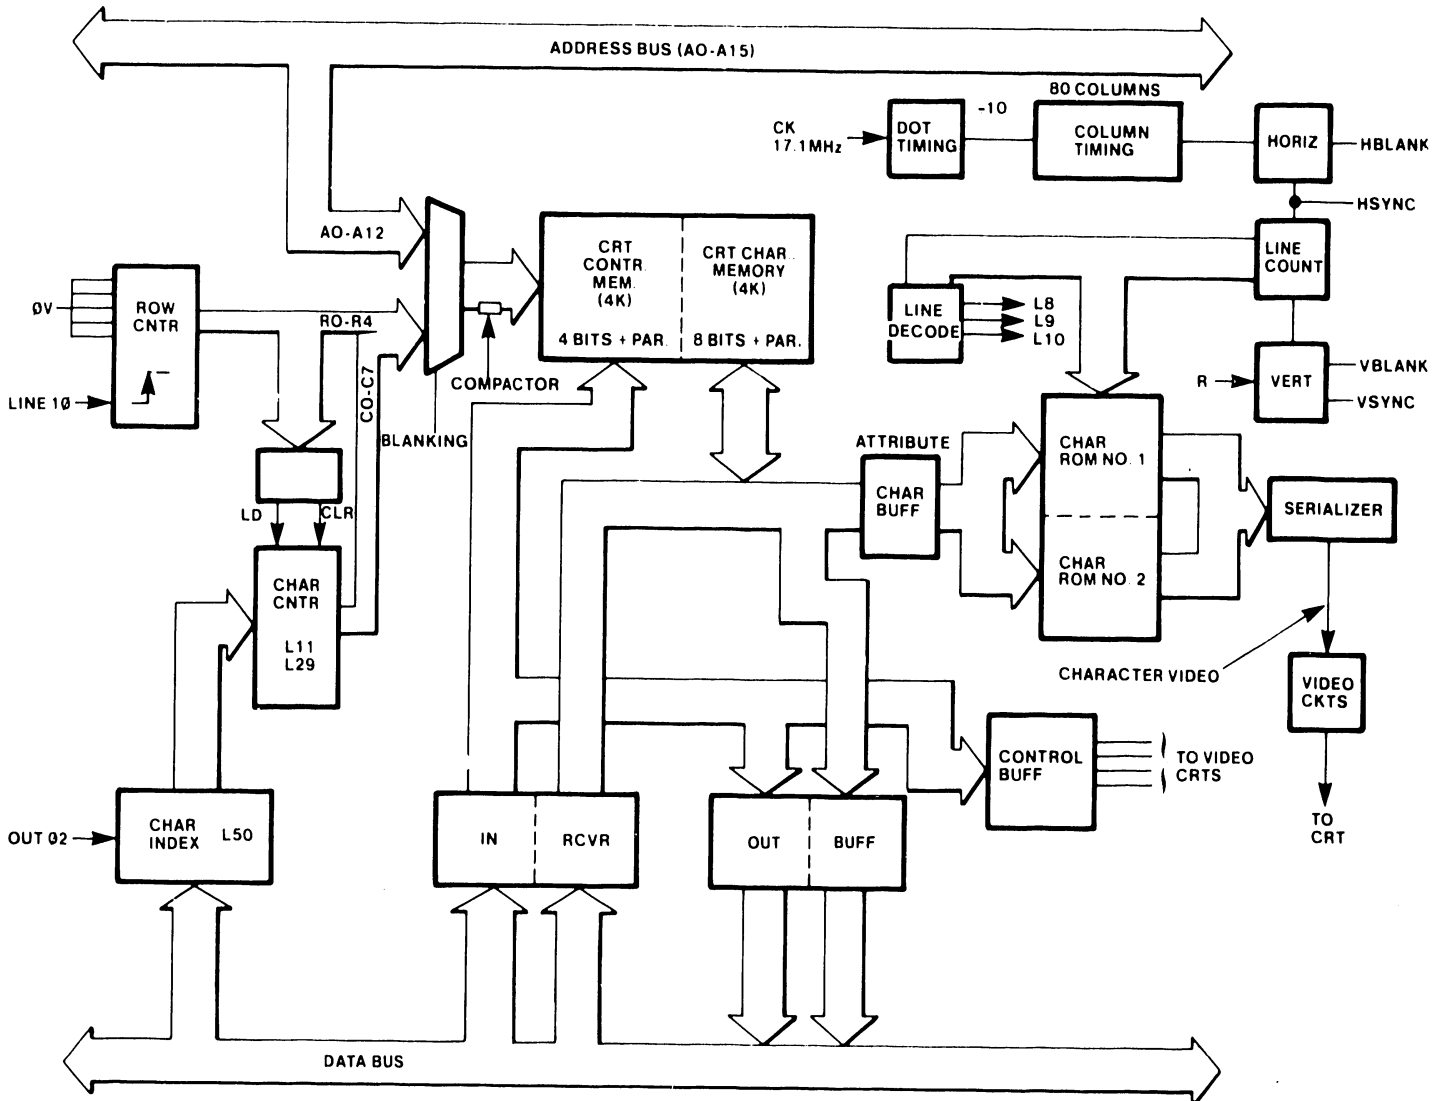 ADDRESS BUS (AO-A15)
80 COLUMNS
CK
17.1MHz
DOT
TIMING
-10
COLUMN
TIMING
HORIZ
HBLANK
HSYNC
AO-A12
CRT
CONTR.
MEM.
(4K)
4 BITS + PAR.
CRT CHAR.
MEMORY
(4K)
8 BITS + PAR.
LINE
COUNT
LINE
DECODE
L8
L9
L10
ØV
ROW
CNTR
RO-R4
LINE 1Ø
CO-C7
COMPACTOR
BLANKING
R
VERT
VBLANK
VSYNC
ATTRIBUTE
CHAR
BUFF
CHAR
ROM NO. 1
CHAR
ROM NO. 2
SERIALIZER
LD
CLR
CHAR
CNTR
L11
L29
CHARACTER VIDEO
VIDEO
CKTS
CONTROL
BUFF
TO VIDEO
CRTS
TO
CRT
OUT Ø2
CHAR
INDEX
L50
IN
RCVR
OUT
BUFF
DATA BUS